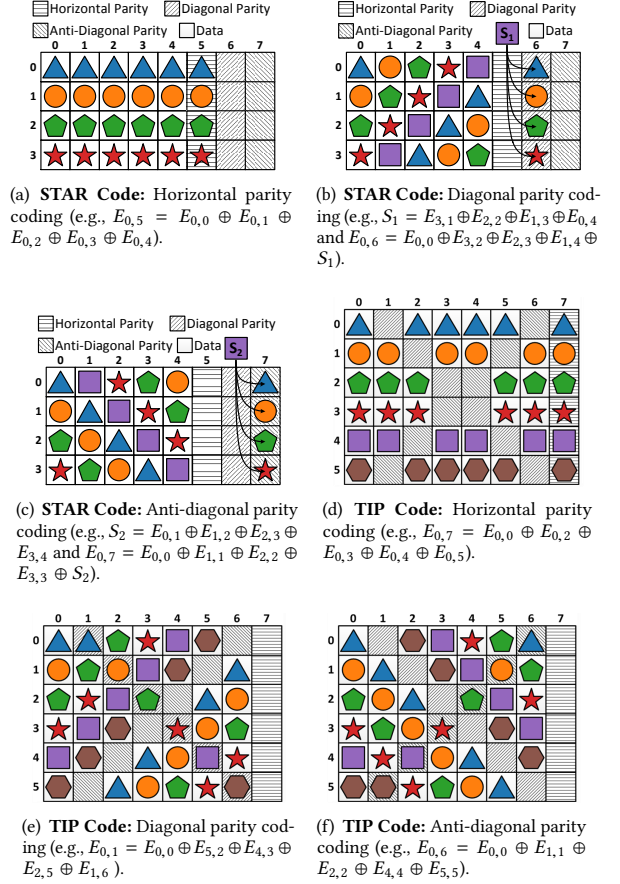 Horizontal Parity Diagonal Parity
Anti-Diagonal Parity Data
0 1 2 3 4 5 6 7
0
1
2
3
(a) STAR Code: Horizontal parity
coding (e.g., E0,5 = E0,0 ⊕ E0,1 ⊕
E0,2 ⊕ E0,3 ⊕ E0,4).
Horizontal Parity Diagonal Parity
Anti-Diagonal Parity Data
S1
0 1 2 3 4 5 6 7
0
1
2
3
(b) STAR Code: Diagonal parity cod-
ing (e.g., S1 = E3,1 ⊕E2,2 ⊕E1,3 ⊕E0,4
and E0,6 = E0,0 ⊕E3,2 ⊕E2,3 ⊕E1,4 ⊕
S1).
Horizontal Parity Diagonal Parity
Anti-Diagonal Parity Data
S2
0 1 2 3 4 5 6 7
0
1
2
3
(c) STAR Code: Anti-diagonal parity
coding (e.g., S2 = E0,1 ⊕E1,2 ⊕E2,3 ⊕
E3,4 and E0,7 = E0,0 ⊕ E1,1 ⊕ E2,2 ⊕
E3,3 ⊕ S2).
0 1 2 3 4 5 6 7
0
1
2
3
4
5
(d) TIP Code: Horizontal parity
coding (e.g., E0,7 = E0,0 ⊕ E0,2 ⊕
E0,3 ⊕ E0,4 ⊕ E0,5).
0 1 2 3 4 5 6 7
0
1
2
3
4
5
(e) TIP Code: Diagonal parity cod-
ing (e.g., E0,1 = E0,0 ⊕E5,2 ⊕E4,3 ⊕
E2,5 ⊕ E1,6 ).
0 1 2 3 4 5 6 7
0
1
2
3
4
5
(f) TIP Code: Anti-diagonal parity
coding (e.g., E0,6 = E0,0 ⊕ E1,1 ⊕
E2,2 ⊕ E4,4 ⊕ E5,5).